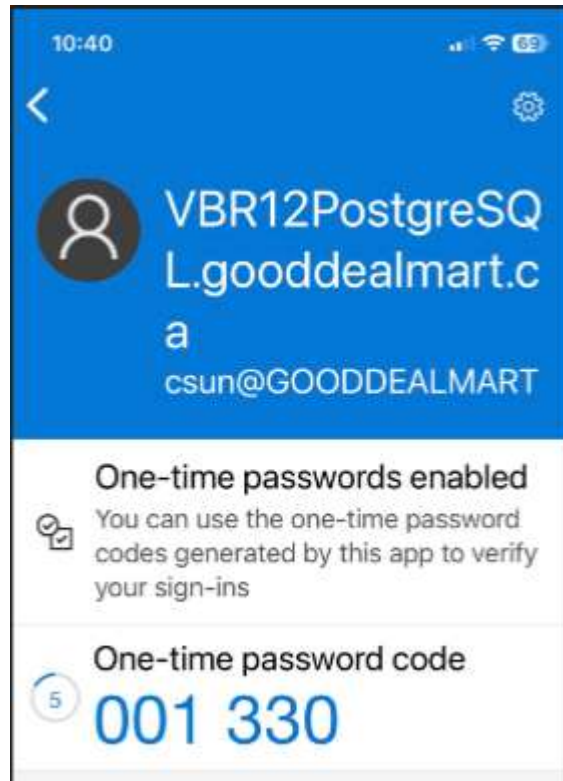 10:40
69
VBR12PostgreSQ
L.gooddealmart.c
a
csun@GOODDEALMART
One-time passwords enabled
You can use the one-time password
codes generated by this app to verify
your sign-ins
One-time password code
5
001 330